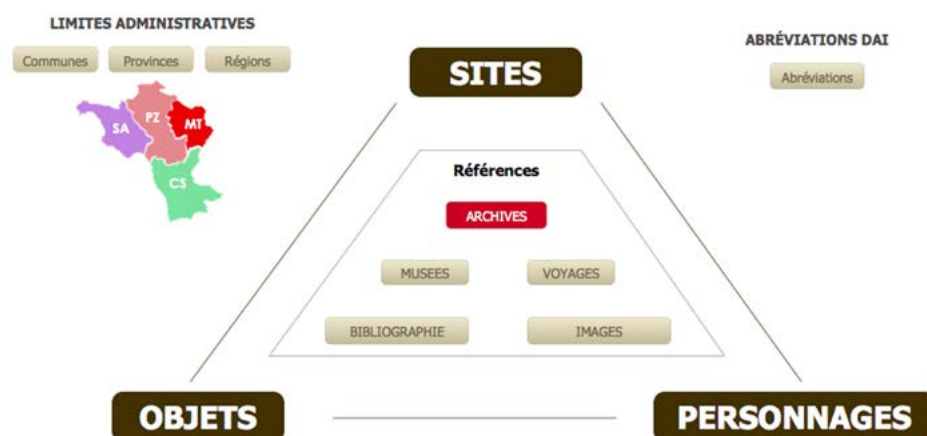 LIMITES ADMINISTRATIVES
Communes Provinces Régions
SA PZ MT
CS
ABRÉVIATIONS DAI
Abréviations
SITES
Références
ARCHIVES
MUSEES VOYAGES
BIBLIOGRAPHIE IMAGES
OBJETS PERSONNAGES